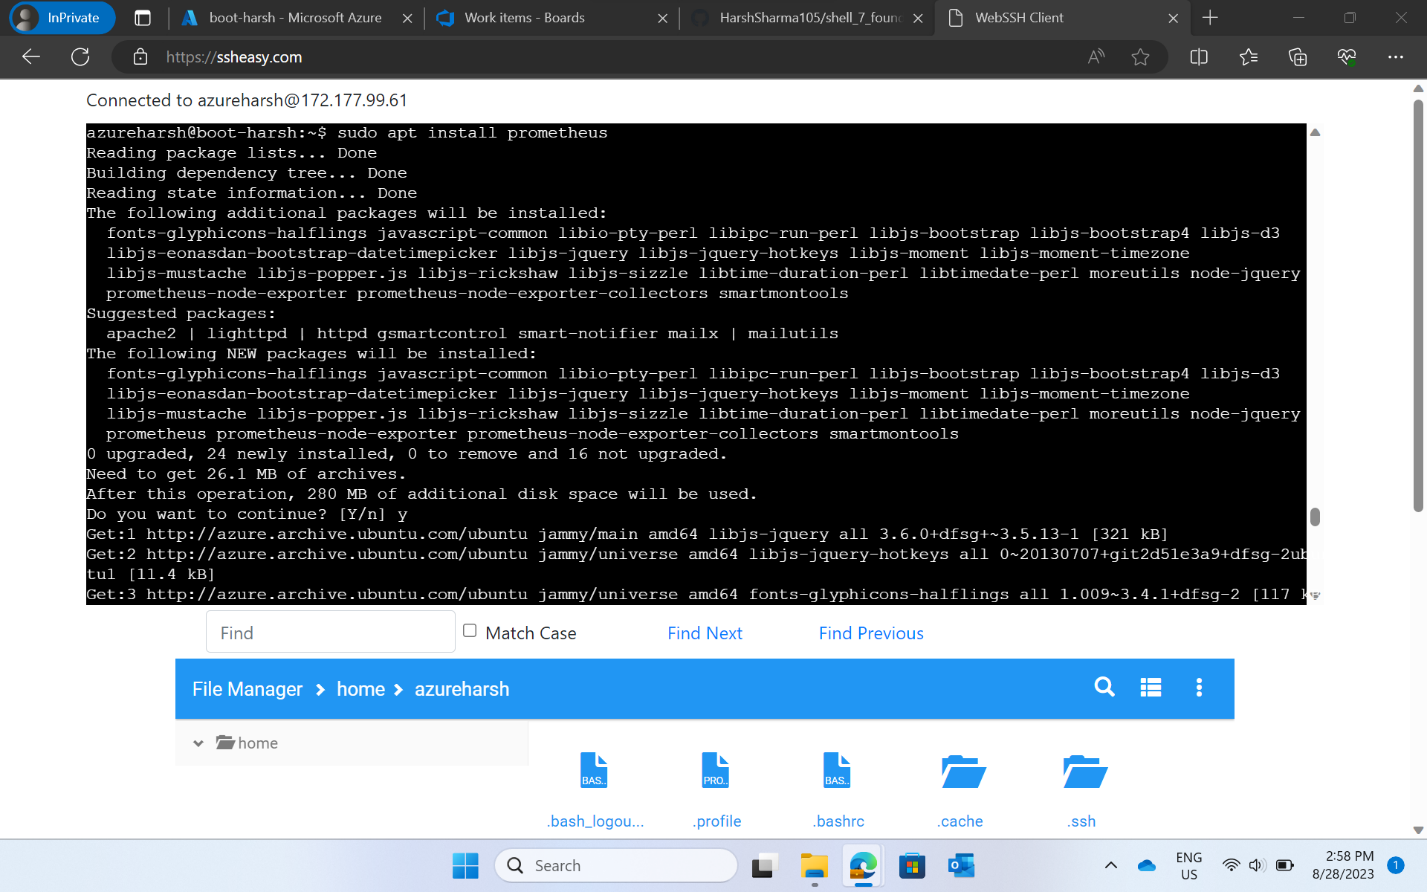 InPrivate
boot-harsh - Microsoft Azure
Work items - Boards
HarshSharma105/shell_7_foun
WebSSH Client
https://ssheasy.com
Connected to azureharsh@172.177.99.61
azureharsh@boot-harsh:~$ sudo apt install prometheus
Reading package lists... Done
Building dependency tree... Done
Reading state information... Done
The following additional packages will be installed:
fonts-glyphicons-halflings javascript-common libio-pty-perl libipc-run-perl libjs-bootstrap libjs-bootstrap4 libjs-d3
libjs-eonasdan-bootstrap-datetimepicker libjs-jquery libjs-jquery-hotkeys libjs-moment libjs-moment-timezone
libjs-mustache libjs-popper.js libjs-rickshaw libjs-sizzle libtime-duration-perl libtimedate-perl moreutils node-jquery
prometheus-node-exporter prometheus-node-exporter-collectors smartmontools
Suggested packages:
apache2 | lighttpd | httpd gsmartcontrol smart-notifier mailx | mailutils
The following NEW packages will be installed:
fonts-glyphicons-halflings javascript-common libio-pty-perl libipc-run-perl libjs-bootstrap libjs-bootstrap4 libjs-d3
libjs-eonasdan-bootstrap-datetimepicker libjs-jquery libjs-jquery-hotkeys libjs-moment libjs-moment-timezone
libjs-mustache libjs-popper.js libjs-rickshaw libjs-sizzle libtime-duration-perl libtimedate-perl moreutils node-jquery
prometheus prometheus-node-exporter prometheus-node-exporter-collectors smartmontools
0 upgraded, 24 newly installed, 0 to remove and 16 not upgraded.
Need to get 26.1 MB of archives.
After this operation, 280 MB of additional disk space will be used.
Do you want to continue? [Y/n] y
Get:1 http://azure.archive.ubuntu.com/ubuntu jammy/main amd64 libjs-jquery all 3.6.0+dfsg+~3.5.13-1 [321 kB]
Get:2 http://azure.archive.ubuntu.com/ubuntu jammy/universe amd64 libjs-jquery-hotkeys all 0~20130707+git2d51e3a9+dfsg-2ub
tu1 [11.4 kB]
Get:3 http://azure.archive.ubuntu.com/ubuntu jammy/universe amd64 fonts-glyphicons-halflings all 1.009~3.4.1+dfsg-2 [117 k
Find
Match Case
Find Next
Find Previous
File Manager > home > azureharsh
home
BAS..
PRO..
BAS..
.bash_logou...
.profile
.bashrc
.cache
.ssh
Search
ENG
US
2:58 PM
8/28/2023
1